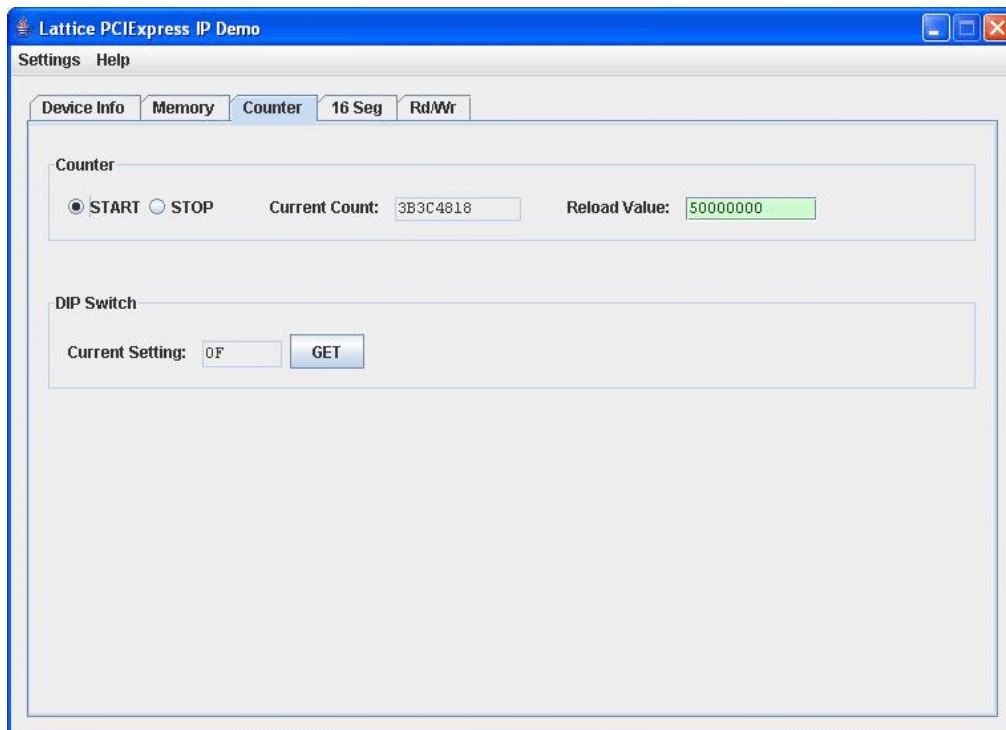 Lattice PCIExpress IP Demo
Settings Help
Device Info Memory Counter 16 Seg Rd/Wr
Counter
START STOP Current Count: 3B3C4818 Reload Value: 50000000
DIP Switch
Current Setting: 0F GET